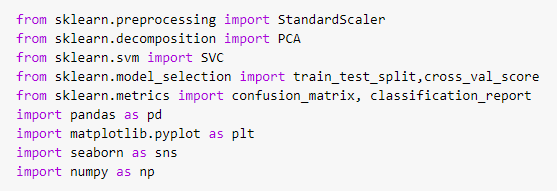 from sklearn.preprocessing import StandardScaler
from sklearn.decomposition import PCA
from sklearn.svm import SVC
from sklearn.model_selection import train_test_split,cross_val_score
from sklearn.metrics import confusion_matrix, classification_report
import pandas as pd
import matplotlib.pyplot as plt
import seaborn as sns
import numpy as np